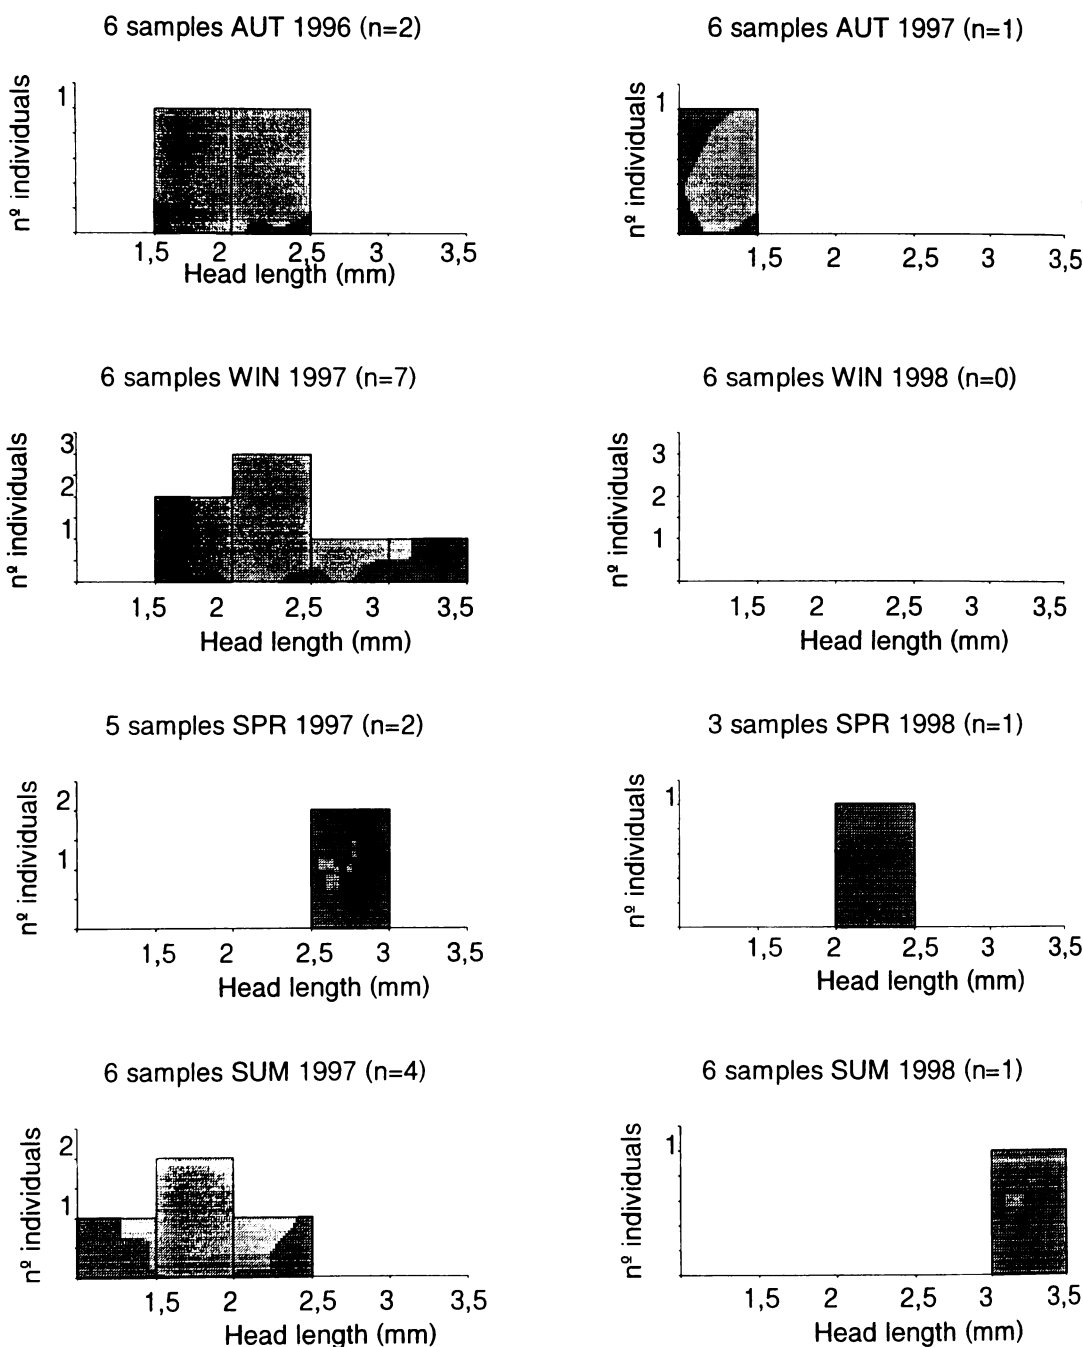 6 samples AUT 1996 (n=2)
nº individuals
1
1,5 2 2,5 3 3,5
Head length (mm)
6 samples AUT 1997 (n=1)
nº individuals
1
1,5 2 2,5 3 3,5
6 samples WIN 1997 (n=7)
nº individuals
3
2
1
1,5 2 2,5 3 3,5
Head length (mm)
6 samples WIN 1998 (n=0)
nº individuals
3
2
1
1,5 2 2,5 3 3,5
Head length (mm)
5 samples SPR 1997 (n=2)
nº individuals
2
1
1,5 2 2,5 3 3,5
Head length (mm)
3 samples SPR 1998 (n=1)
nº individuals
1
1,5 2 2,5 3 3,5
Head length (mm)
6 samples SUM 1997 (n=4)
nº individuals
2
1
1,5 2 2,5 3 3,5
Head length (mm)
6 samples SUM 1998 (n=1)
nº individuals
1
1,5 2 2,5 3 3,5
Head length (mm)